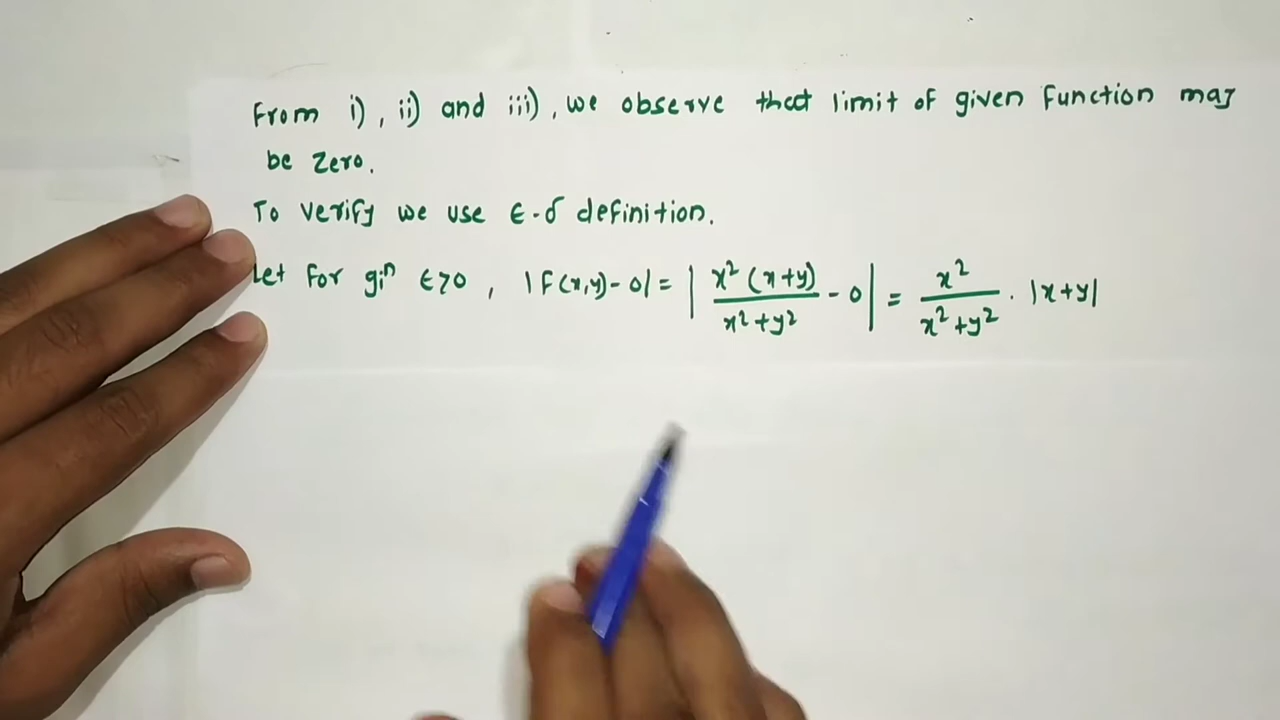 From i), ii) and iii), we observe that limit of given function may
be zero.
To verify we use ε-δ definition.
Let for giⁿ ε>0, |f(x,y)-0| = | x²(x+y) / x²+y² - 0 | = x² / x²+y² · |x+y|